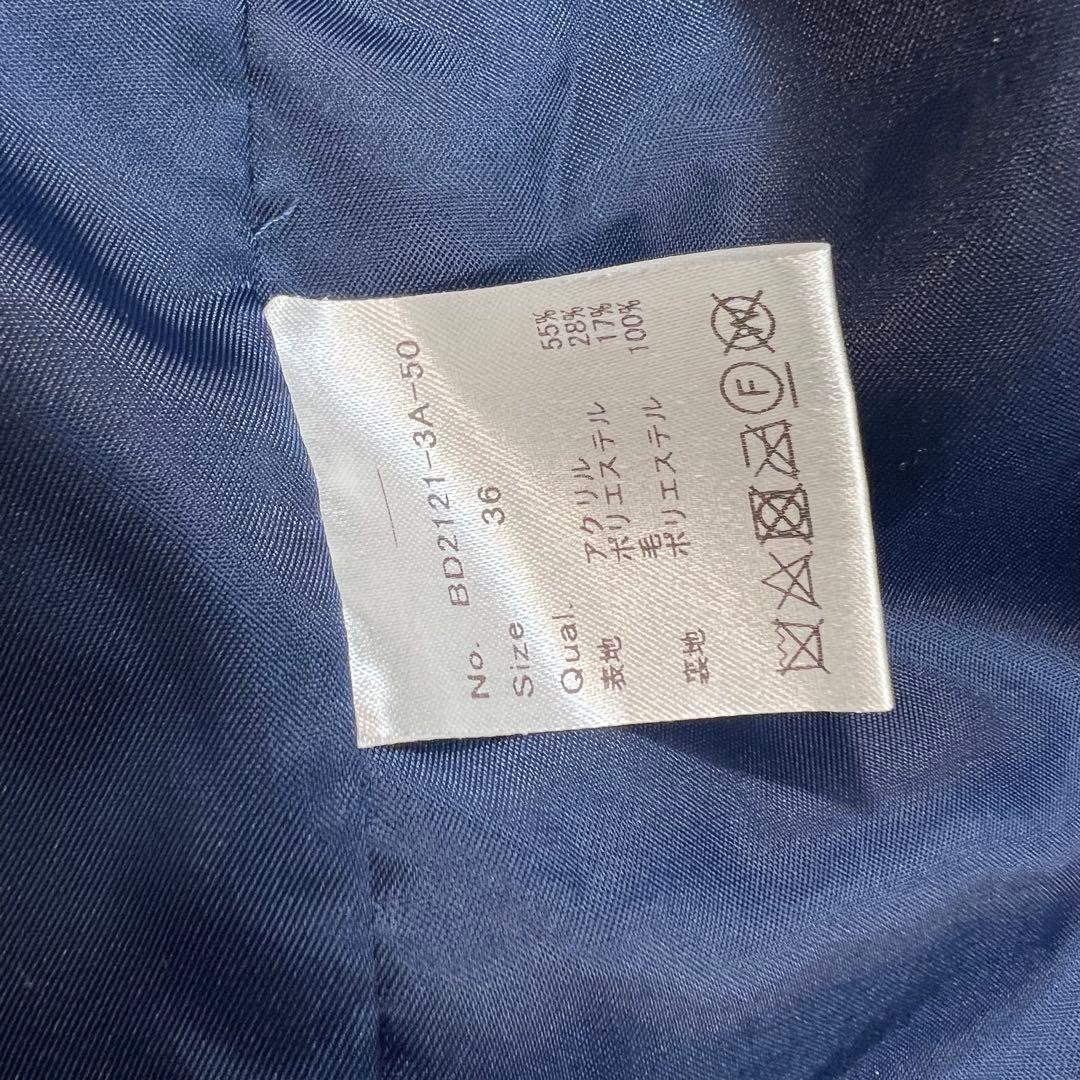 No. BD2121-3A-50
Size 36
Qual.
表地 アクリル 55%
ポリエステル 28%
毛 17%
裏地 ポリエステル 100%
F
W